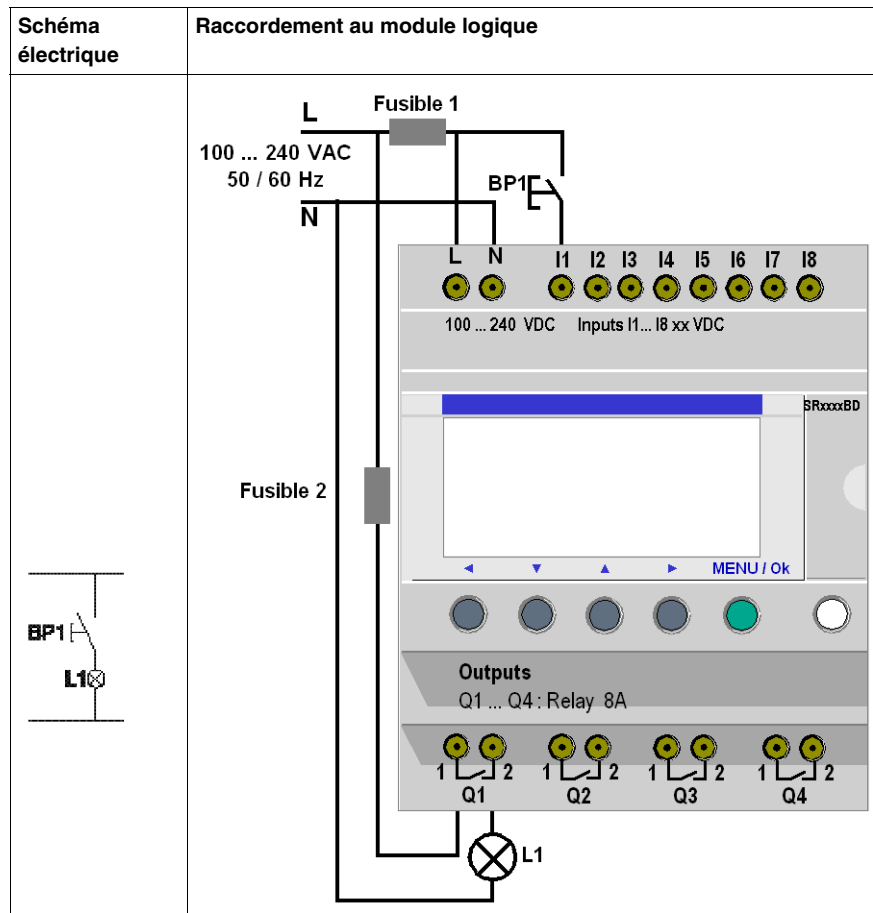 Schéma
électrique
Raccordement au module logique
L
Fusible 1
100 ... 240 VAC
50 / 60 Hz
N
BP1
L N I1 I2 I3 I4 I5 I6 I7 I8
100 ... 240 VDC Inputs I1... I8 xx VDC
SRxxxxBD
Fusible 2
MENU / Ok
BP1
L1
Outputs
Q1 ... Q4 : Relay 8A
1 2 1 2 1 2 1 2
Q1 Q2 Q3 Q4
L1